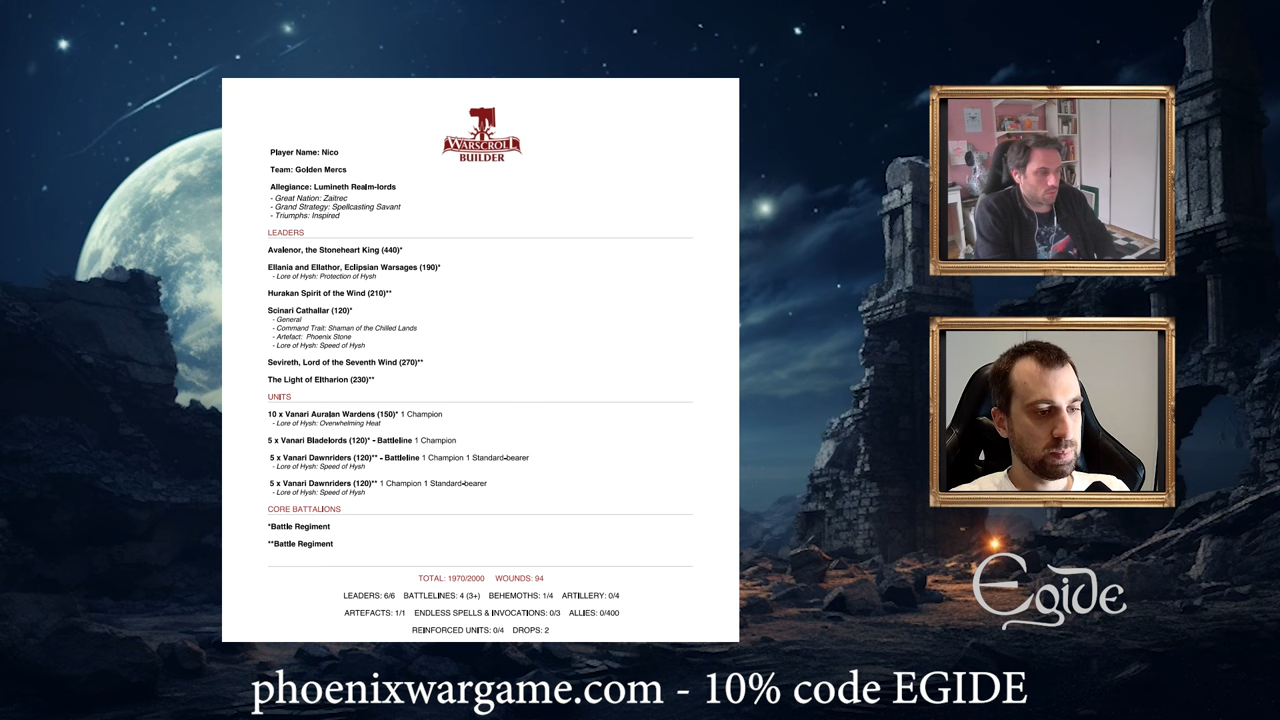 WARSCROLL
BUILDER
Player Name: Nico
Team: Golden Mercs
Allegiance: Lumineth Realm-lords
- Great Nation: Zaitrec
- Grand Strategy: Spellcasting Savant
- Triumphs: Inspired
LEADERS
Avalenor, the Stoneheart King (440)*
Ellania and Ellathor, Eclipsian Warsages (190)*
- Lore of Hysh: Protection of Hysh
Hurakan Spirit of the Wind (210)**
Scinari Cathallar (120)*
- General
- Command Trait: Shaman of the Chilled Lands
- Artefact: Phoenix Stone
- Lore of Hysh: Speed of Hysh
Sevireth, Lord of the Seventh Wind (270)**
The Light of Eltharion (230)**
UNITS
10 x Vanari Auralan Wardens (150)* 1 Champion
- Lore of Hysh: Overwhelming Heat
5 x Vanari Bladelords (120)* - Battleline 1 Champion
5 x Vanari Dawnriders (120)** - Battleline 1 Champion 1 Standard-bearer
- Lore of Hysh: Speed of Hysh
5 x Vanari Dawnriders (120)** 1 Champion 1 Standard-bearer
- Lore of Hysh: Speed of Hysh
CORE BATTALIONS
*Battle Regiment
**Battle Regiment
TOTAL: 1970/2000 WOUNDS: 94
LEADERS: 6/6 BATTLELINES: 4 (3+) BEHEMOTHS: 1/4 ARTILLERY: 0/4
ARTEFACTS: 1/1 ENDLESS SPELLS & INVOCATIONS: 0/3 ALLIES: 0/400
REINFORCED UNITS: 0/4 DROPS: 2
Egide
phoenixwargame.com - 10% code EGIDE